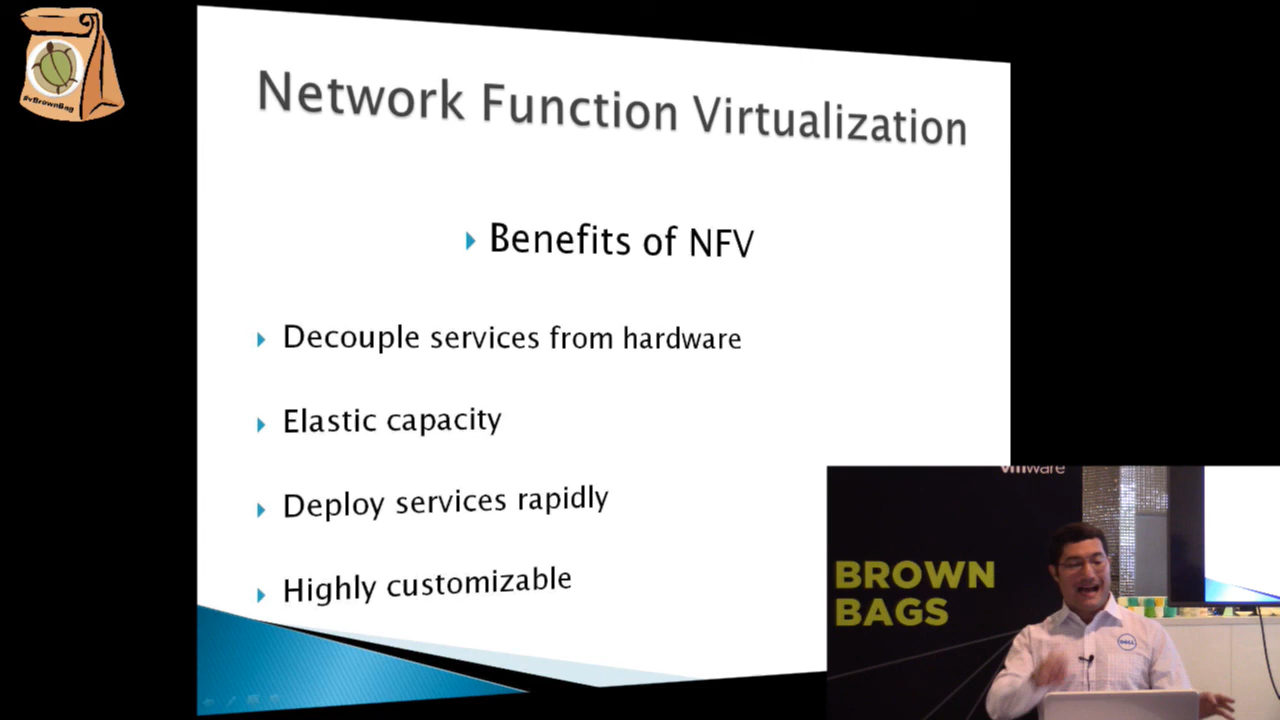 #vBrownBag
Network Function Virtualization
Benefits of NFV
Decouple services from hardware
Elastic capacity
Deploy services rapidly
Highly customizable
vmware
BROWN
BAGS
DELL